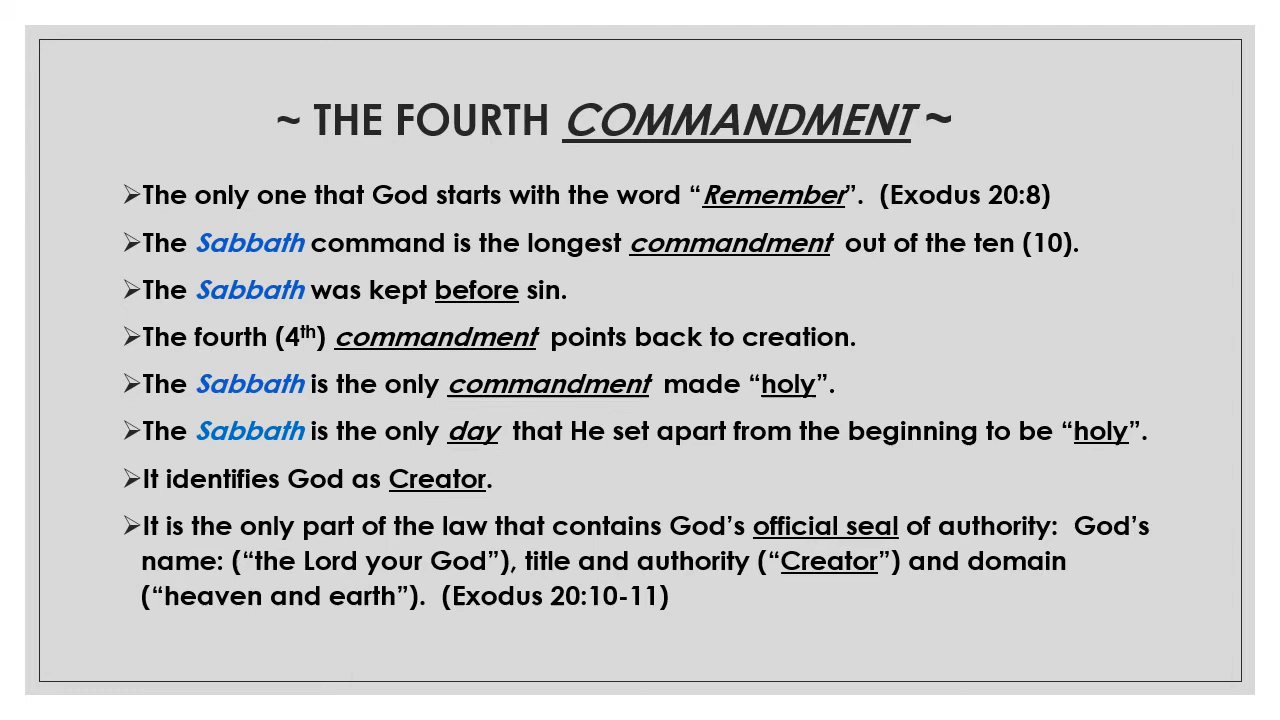 ~ THE FOURTH COMMANDMENT ~
➢The only one that God starts with the word “Remember”. (Exodus 20:8)
➢The Sabbath command is the longest commandment out of the ten (10).
➢The Sabbath was kept before sin.
➢The fourth (4th) commandment points back to creation.
➢The Sabbath is the only commandment made “holy”.
➢The Sabbath is the only day that He set apart from the beginning to be “holy”.
➢It identifies God as Creator.
➢It is the only part of the law that contains God’s official seal of authority: God’s
name: (“the Lord your God”), title and authority (“Creator”) and domain
(“heaven and earth”). (Exodus 20:10-11)